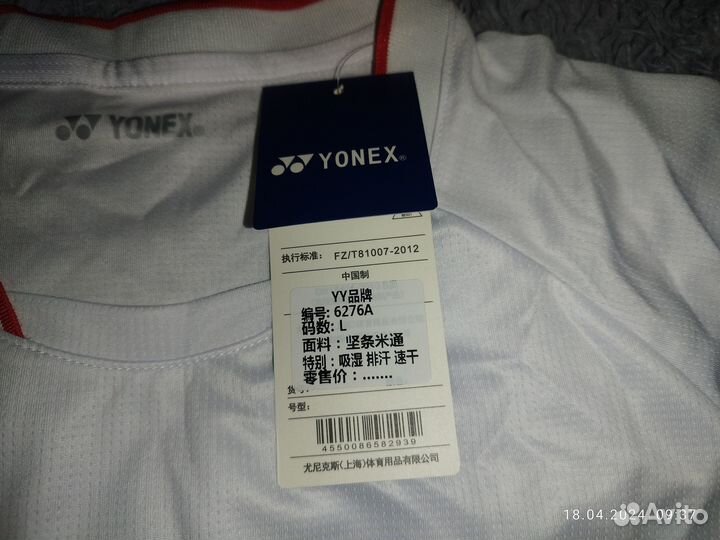 YONEX®
YONEX®
执行标准: FZ/T81007-2012
中国制
YY品牌
编号: 6276A
码数: L
面料：坚条米通
特别：吸湿 排汗 速干
零售价：.......
号型：
4550086582939
尤尼克斯(上海)体育用品有限公司
18.04.2024 09:37
Avito